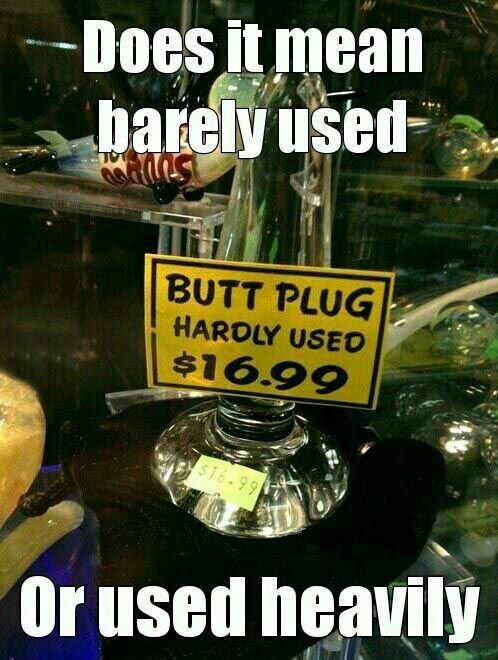 Does it mean
barely used
BUTT PLUG
HARDLY USED
$16.99
$16.99
Or used heavily